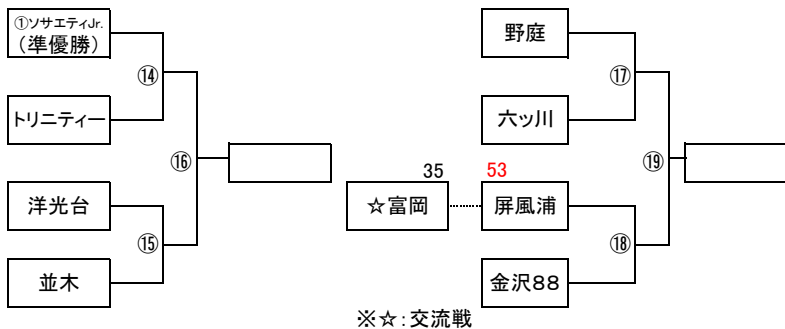 ①ソサエティJr.
（準優勝）
⑭
トリニティー
⑯
洋光台
⑮
並木
野庭
⑰
六ッ川
⑲
35
53
☆富岡
屏風浦
⑱
金沢８８
※☆：交流戦